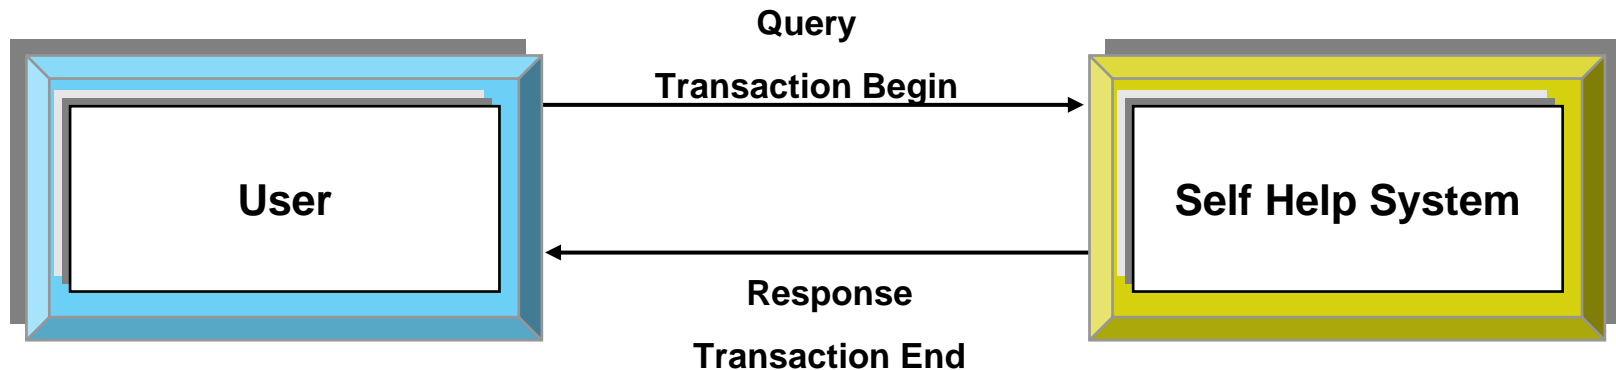 Query
Transaction Begin
User
Self Help System
Response
Transaction End